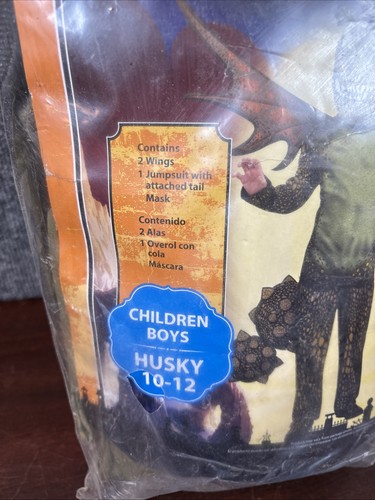 Contains
2 Wings
1 Jumpsuit with
attached tail
Mask
Contenido
2 Alas
1 Overol con
cola
Máscara
CHILDREN
BOYS
HUSKY
10-12